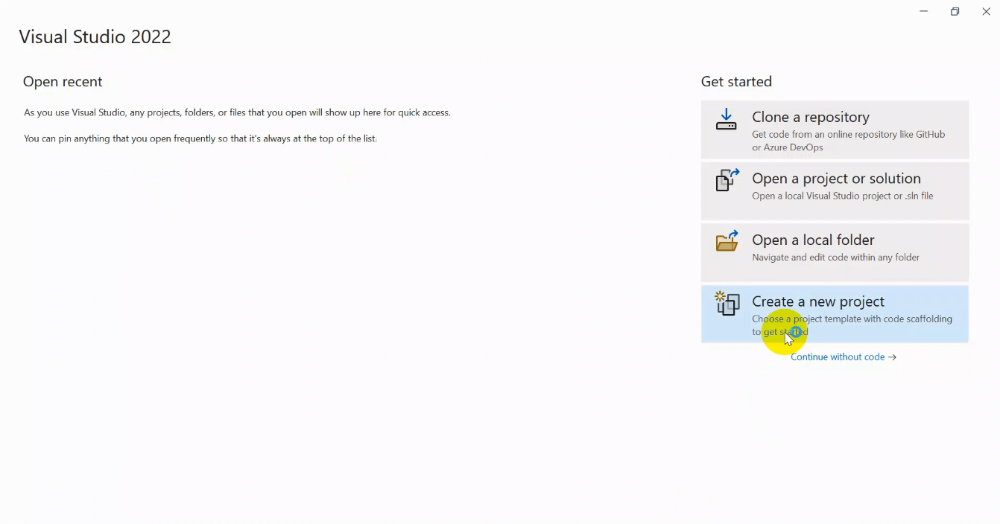 Visual Studio 2022
Open recent
As you use Visual Studio, any projects, folders, or files that you open will show up here for quick access.
You can pin anything that you open frequently so that it's always at the top of the list.
Get started
Clone a repository
Get code from an online repository like GitHub
or Azure DevOps
Open a project or solution
Open a local Visual Studio project or .sln file
Open a local folder
Navigate and edit code within any folder
Create a new project
Choose a project template with code scaffolding
to get started
Continue without code →